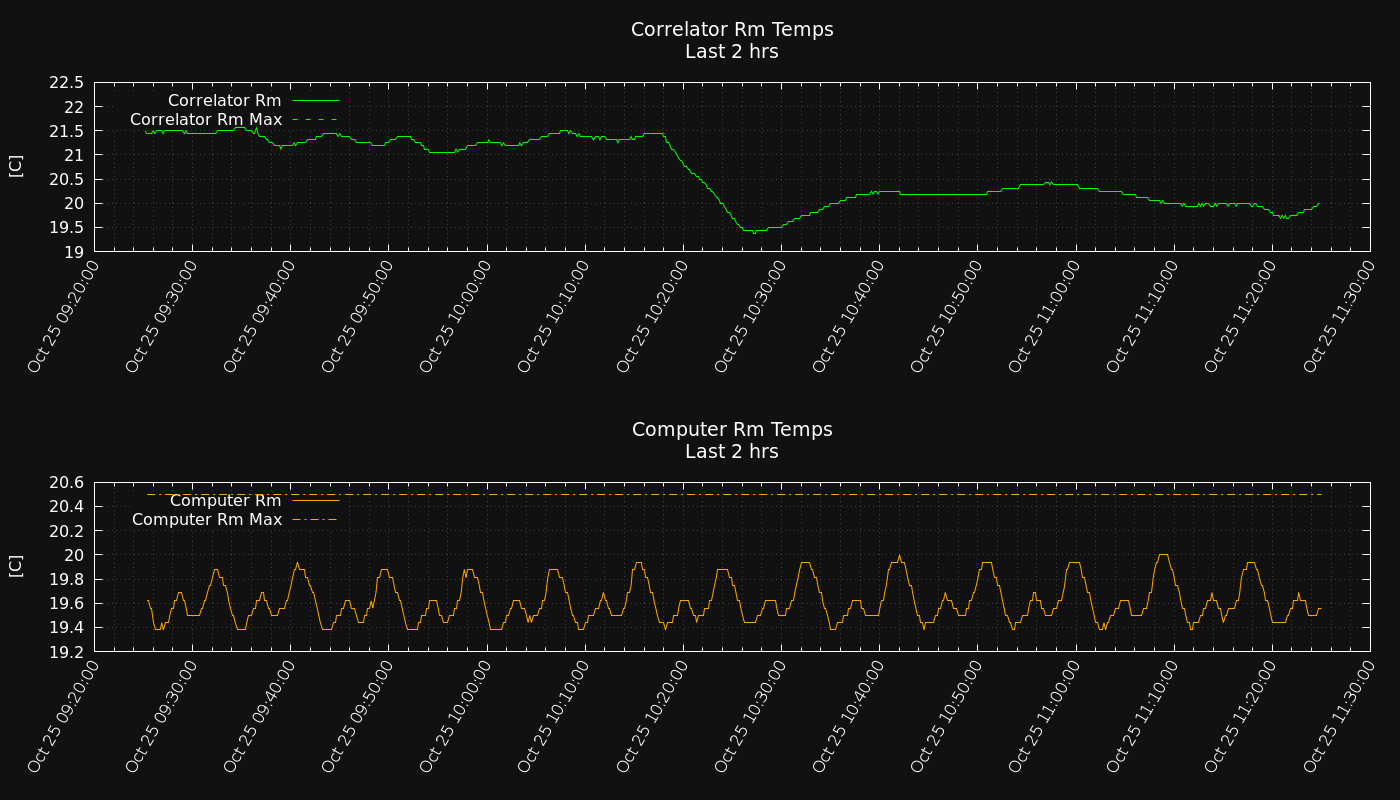 Correlator Rm Temps
Last 2 hrs
22.5
22
21.5
21
20.5
20
19.5
19
[C]
Correlator Rm
Correlator Rm Max
Oct 25 09:20:00
Oct 25 09:30:00
Oct 25 09:40:00
Oct 25 09:50:00
Oct 25 10:00:00
Oct 25 10:10:00
Oct 25 10:20:00
Oct 25 10:30:00
Oct 25 10:40:00
Oct 25 10:50:00
Oct 25 11:00:00
Oct 25 11:10:00
Oct 25 11:20:00
Oct 25 11:30:00
Computer Rm Temps
Last 2 hrs
20.6
20.4
20.2
20
19.8
19.6
19.4
19.2
[C]
Computer Rm
Computer Rm Max
Oct 25 09:20:00
Oct 25 09:30:00
Oct 25 09:40:00
Oct 25 09:50:00
Oct 25 10:00:00
Oct 25 10:10:00
Oct 25 10:20:00
Oct 25 10:30:00
Oct 25 10:40:00
Oct 25 10:50:00
Oct 25 11:00:00
Oct 25 11:10:00
Oct 25 11:20:00
Oct 25 11:30:00